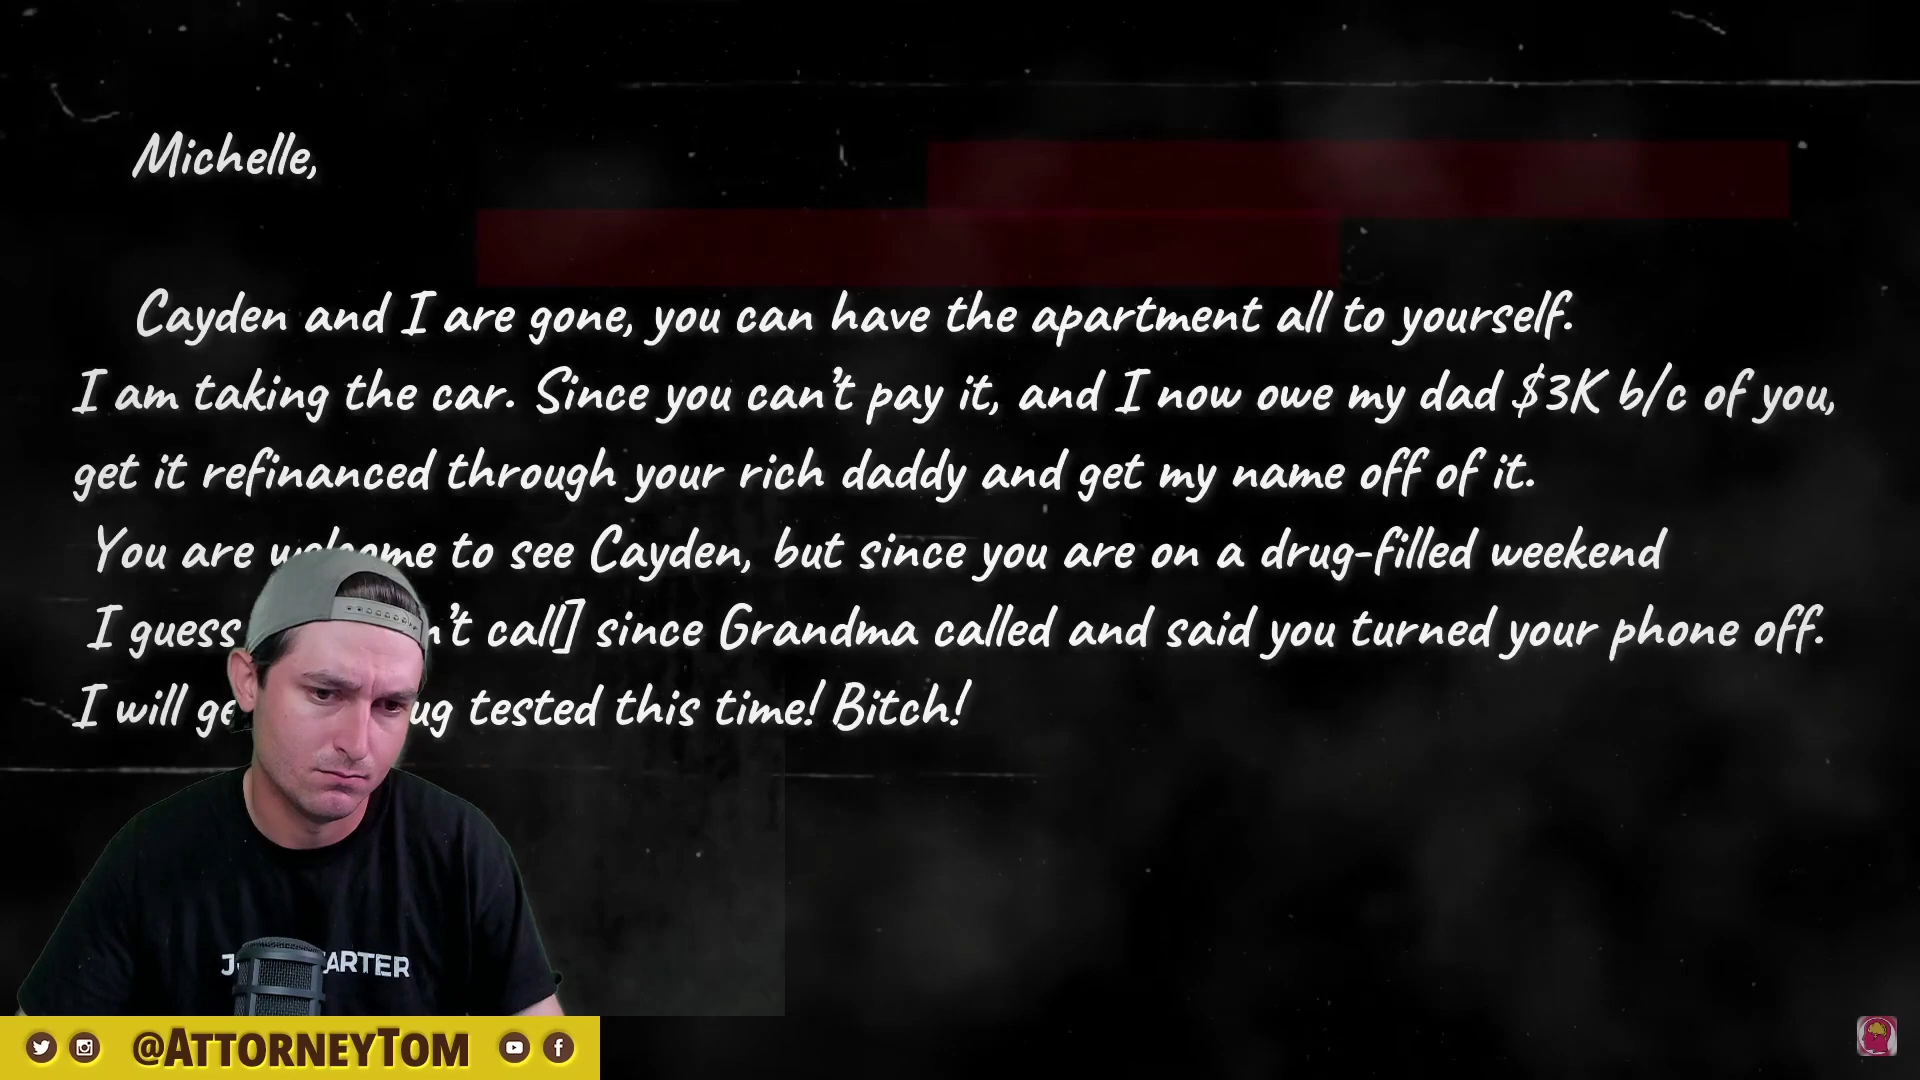 Michelle,
Cayden and I are gone, you can have the apartment all to yourself.
I am taking the car. Since you can't pay it, and I now owe my dad $3K b/c of you,
get it refinanced through your rich daddy and get my name off of it.
You are welcome to see Cayden, but since you are on a drug-filled weekend
I guess 't call] since Grandma called and said you turned your phone off.
I will ge ug tested this time! Bitch!
J ARTER
@ATTORNEYTOM